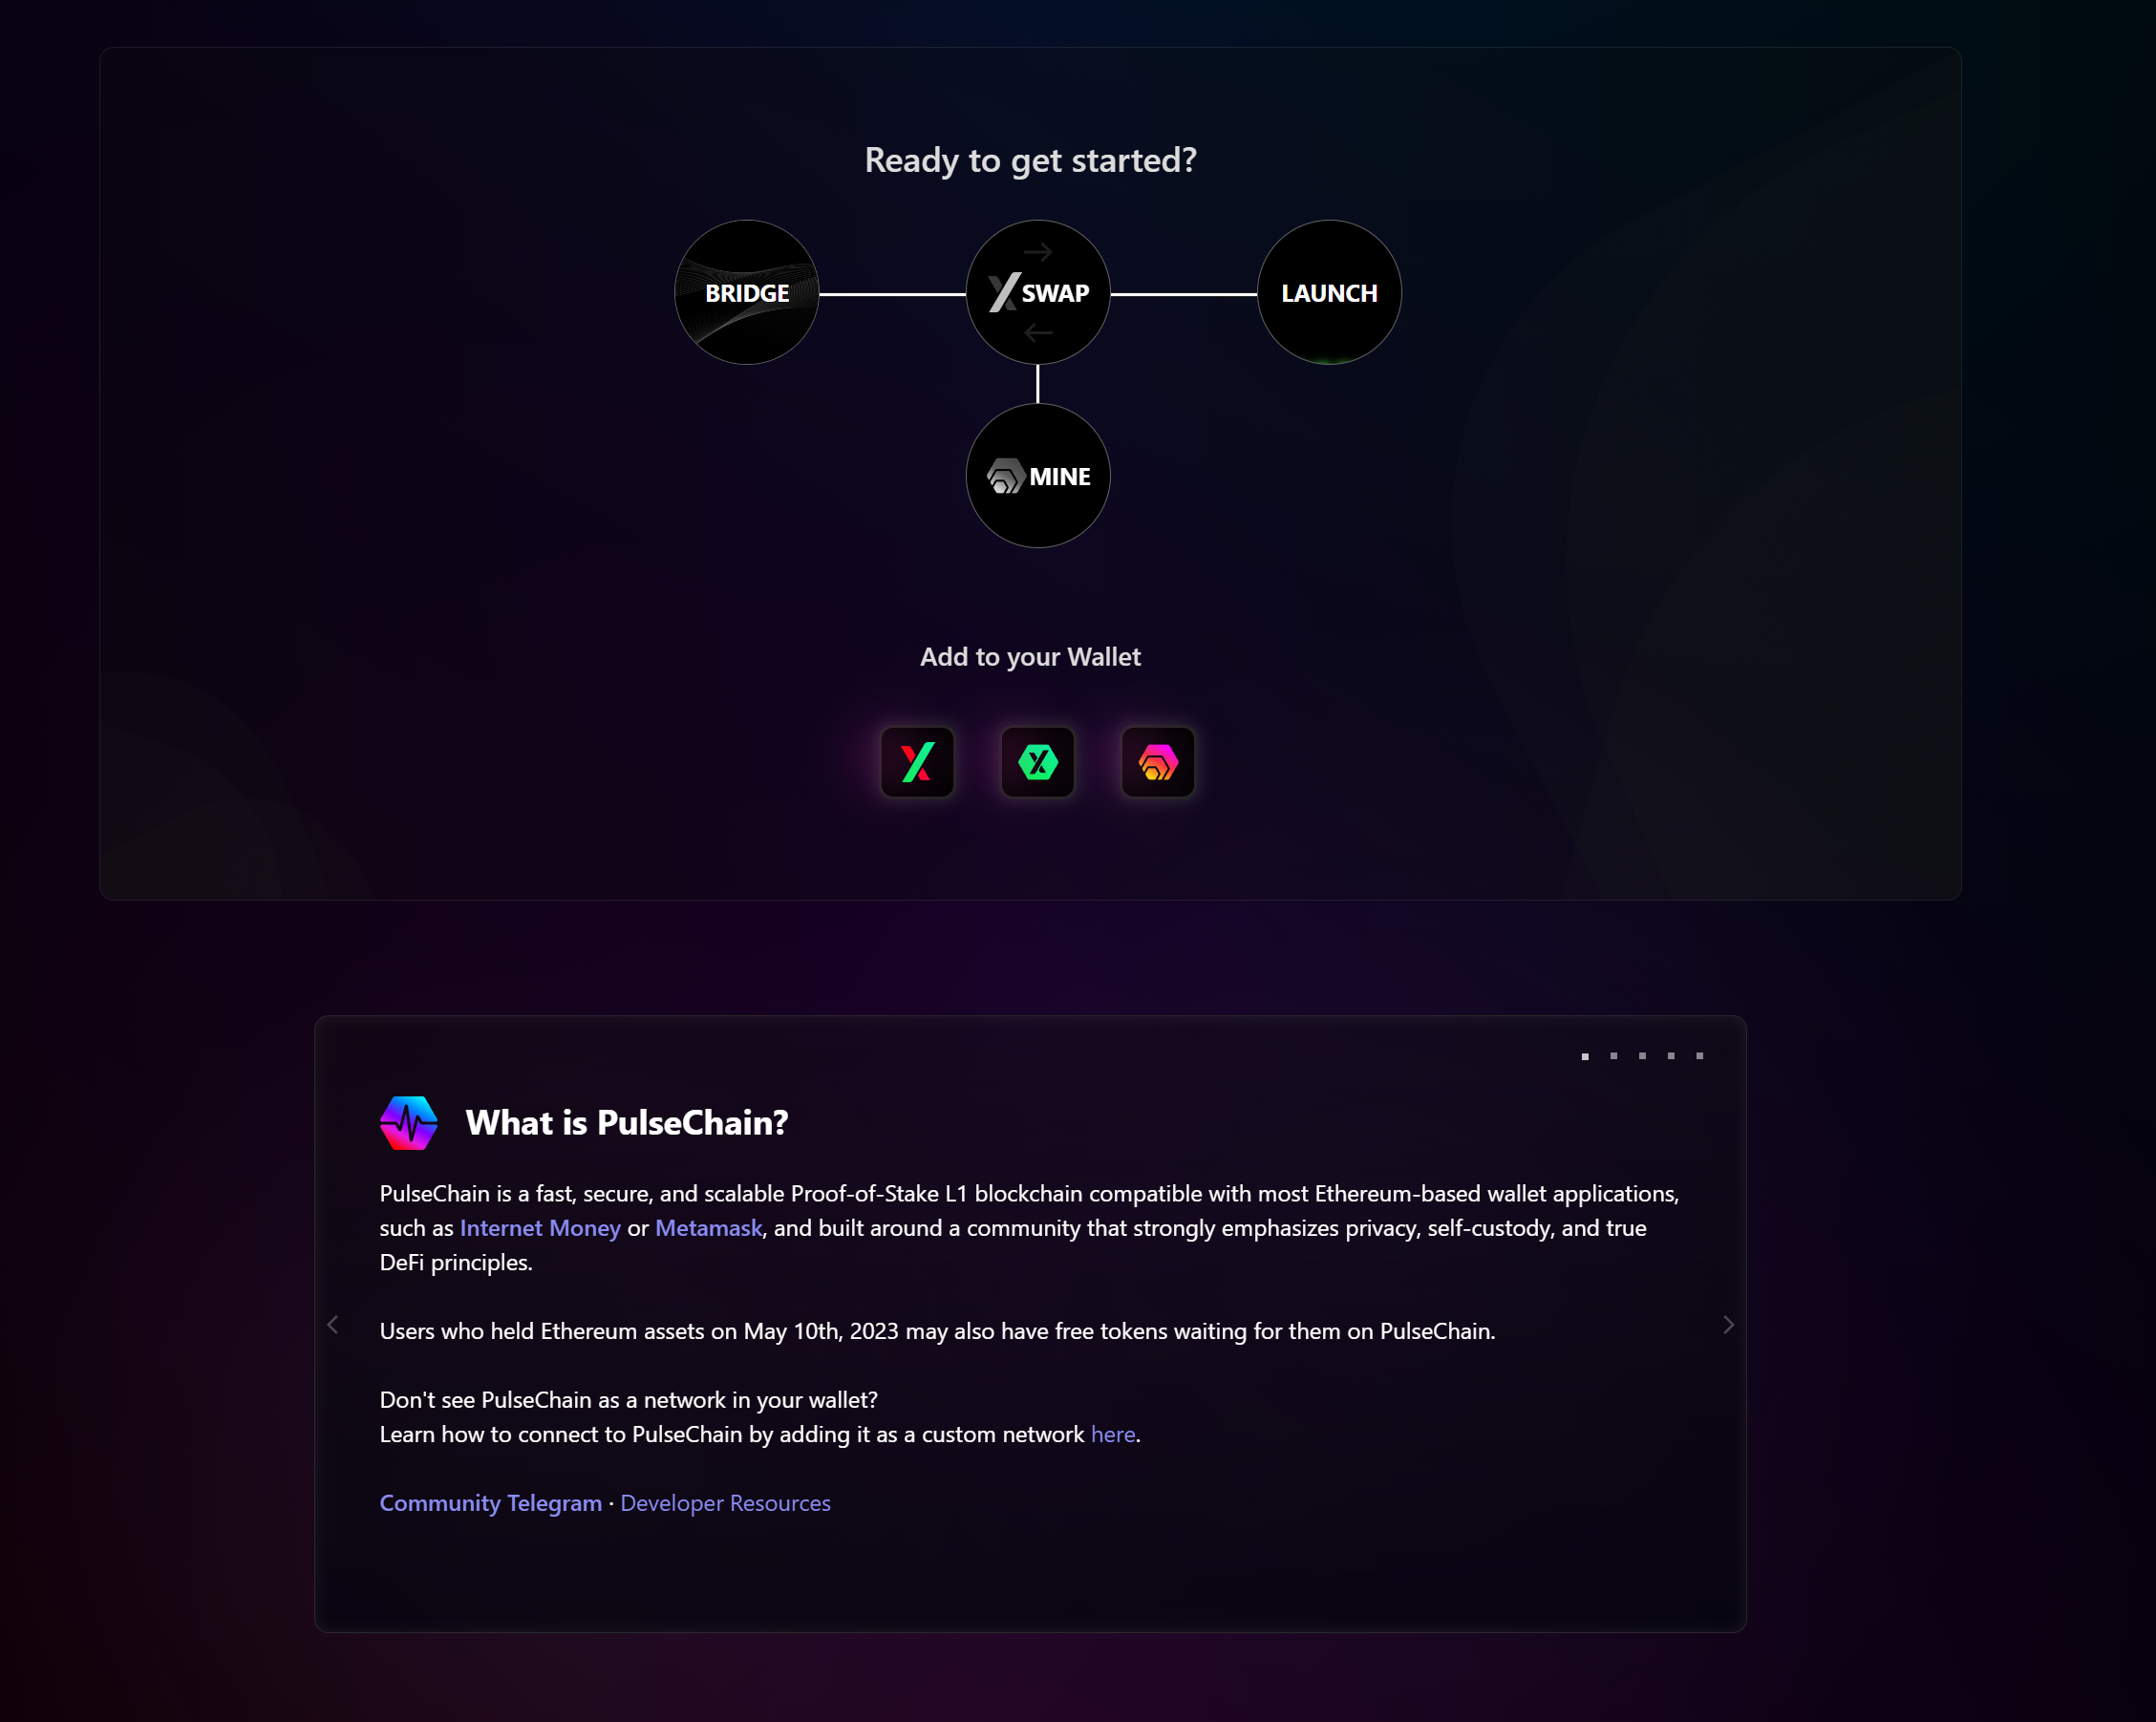 Ready to get started?
BRIDGE
SWAP
LAUNCH
MINE
Add to your Wallet
What is PulseChain?
PulseChain is a fast, secure, and scalable Proof-of-Stake L1 blockchain compatible with most Ethereum-based wallet applications,
such as Internet Money or Metamask, and built around a community that strongly emphasizes privacy, self-custody, and true
DeFi principles.
Users who held Ethereum assets on May 10th, 2023 may also have free tokens waiting for them on PulseChain.
Don't see PulseChain as a network in your wallet?
Learn how to connect to PulseChain by adding it as a custom network here.
Community Telegram · Developer Resources